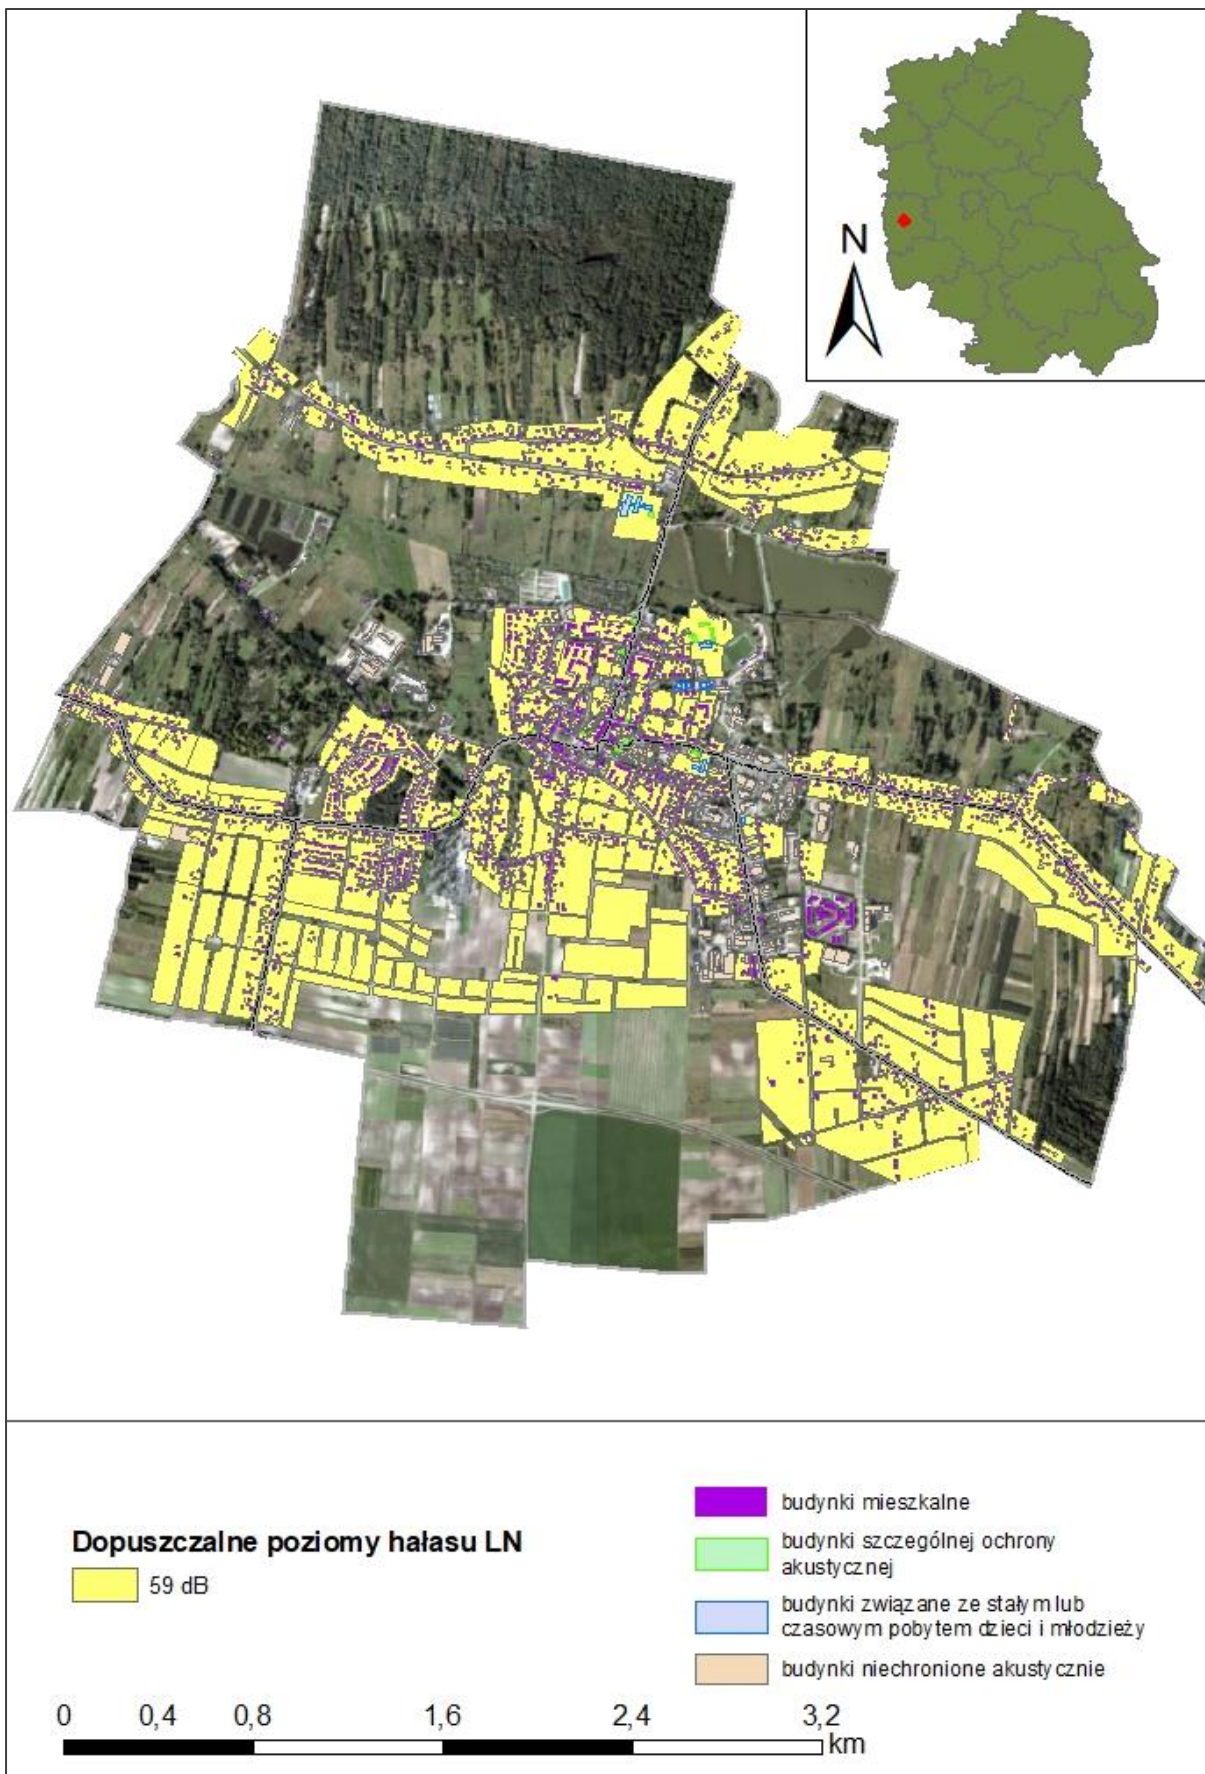 N
Dopuszczalne poziomy hałasu LN
59 dB
budynki mieszkalne
budynki szczególnej ochrony
akustycznej
budynki związane ze stałym lub
czasowym pobytem dzieci i młodzieży
budynki niechronione akustycznie
0 0,4 0,8 1,6 2,4 3,2
km